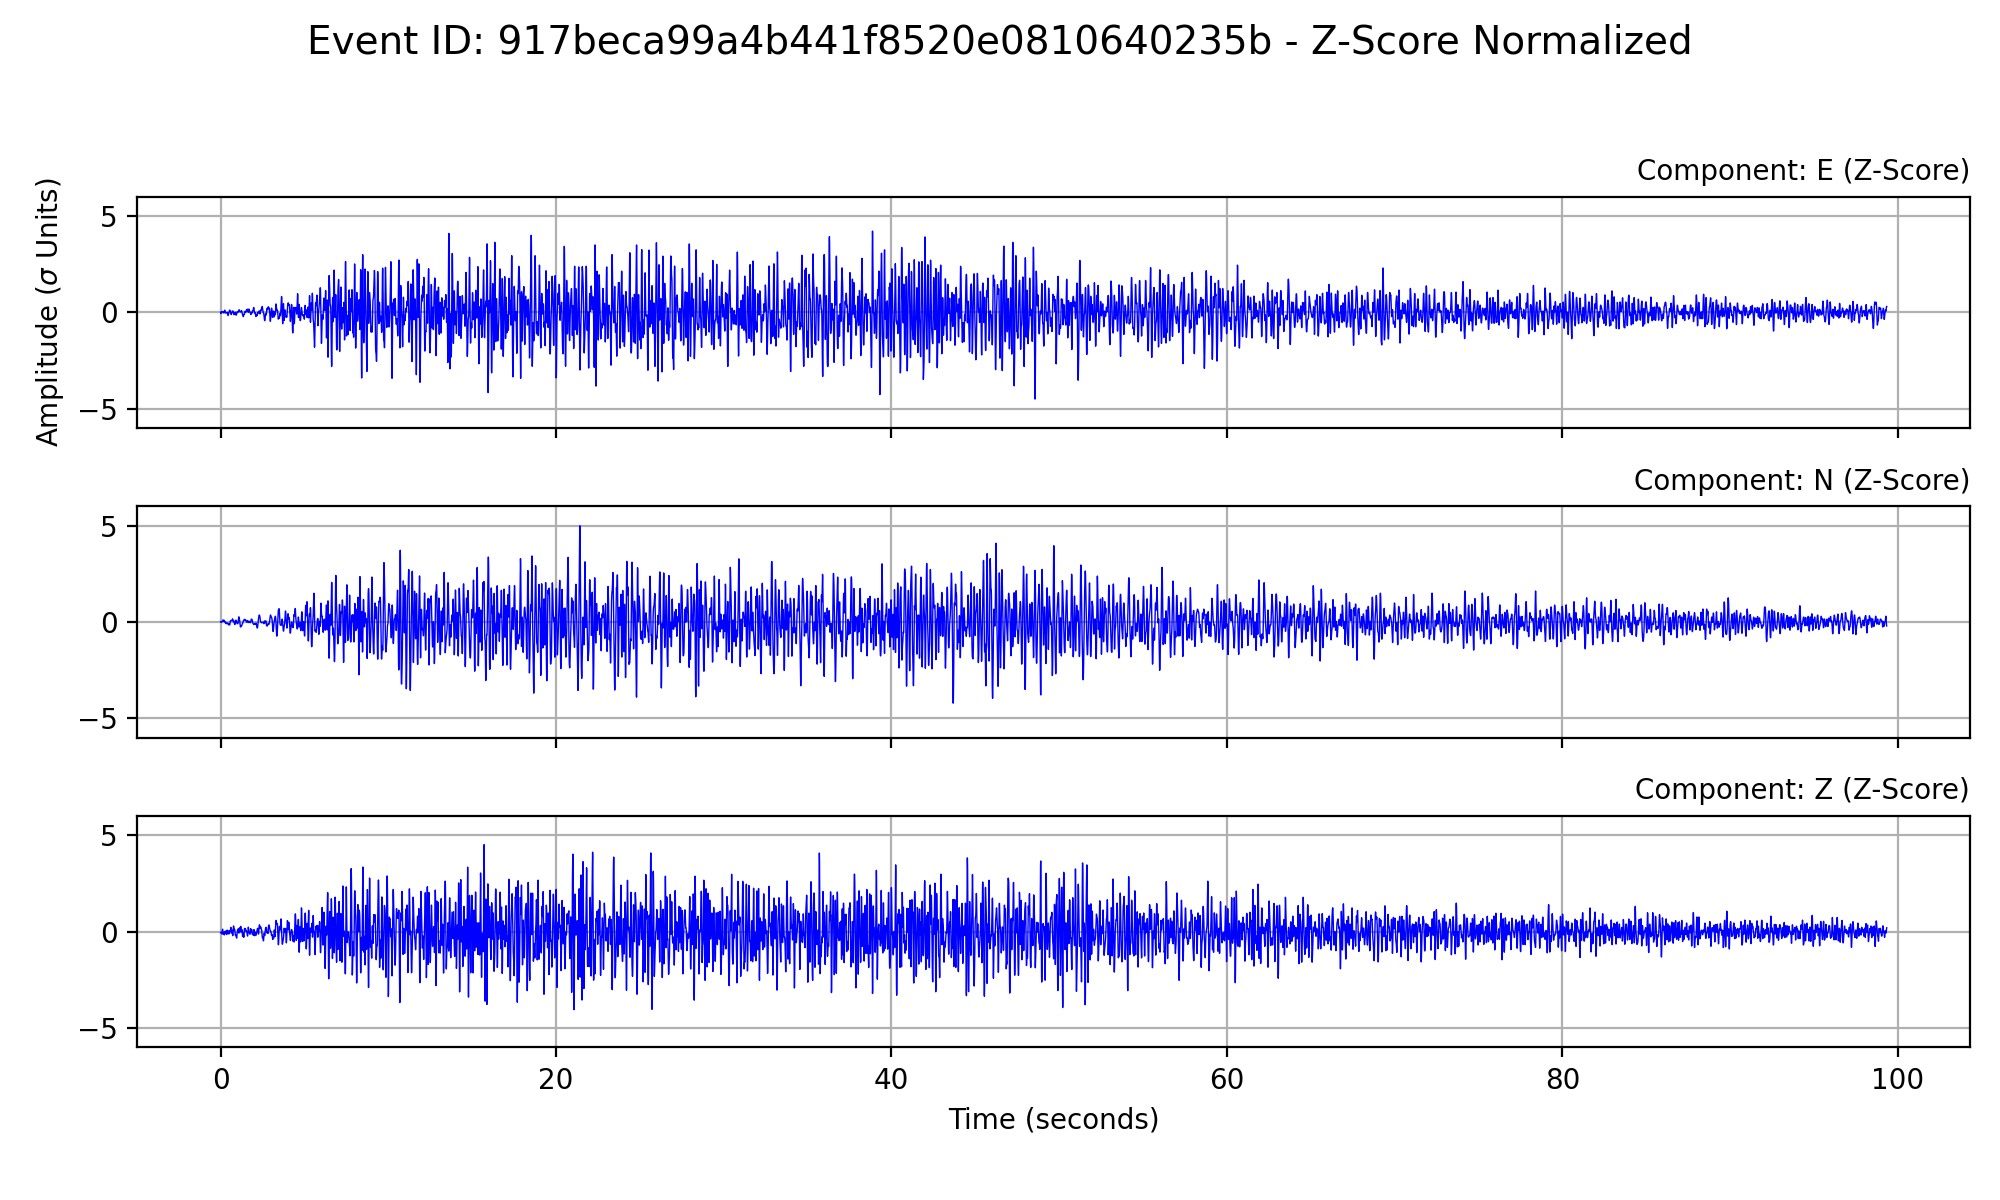 Event ID: 917beca99a4b441f8520e0810640235b - Z-Score Normalized
Component: E (Z-Score)
Amplitude (σ Units)
5
0
−5
Component: N (Z-Score)
5
0
−5
Component: Z (Z-Score)
5
0
−5
0 20 40 60 80 100
Time (seconds)